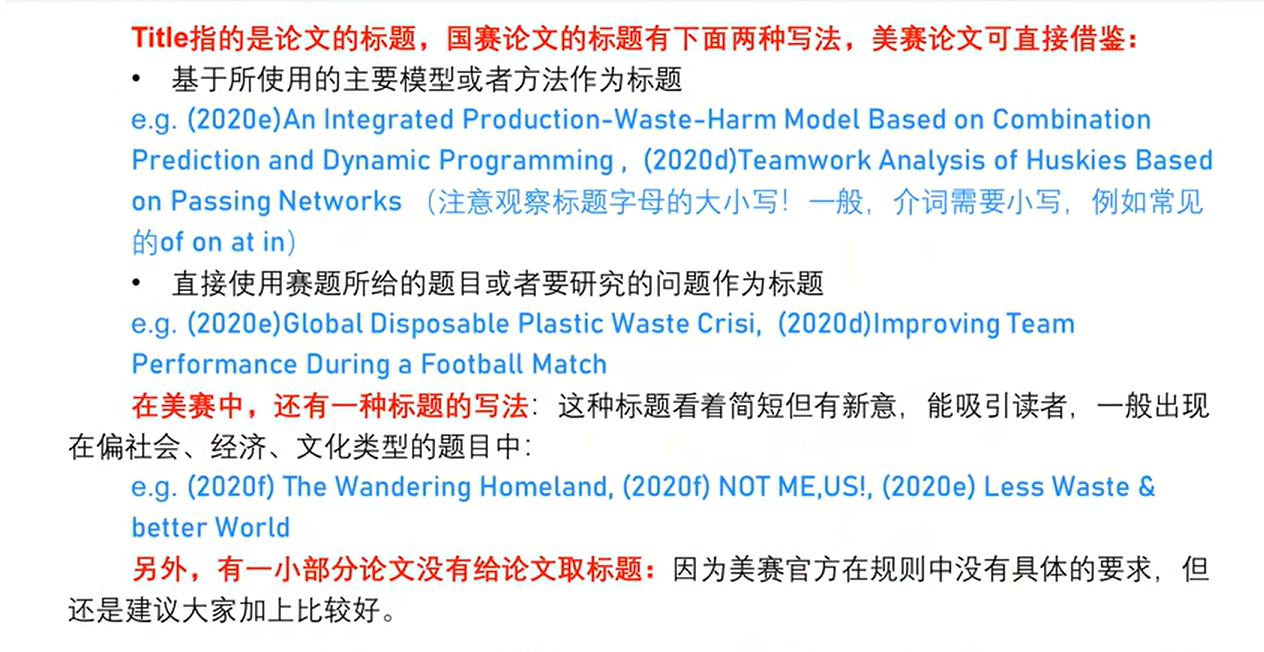 Title指的是论文的标题，国赛论文的标题有下面两种写法，美赛论文可直接借鉴：
• 基于所使用的主要模型或者方法作为标题
e.g. (2020e)An Integrated Production-Waste-Harm Model Based on Combination
Prediction and Dynamic Programming，(2020d)Teamwork Analysis of Huskies Based
on Passing Networks （注意观察标题字母的大小写！一般，介词需要小写，例如常见
的of on at in）
• 直接使用赛题所给的题目或者要研究的问题作为标题
e.g. (2020e)Global Disposable Plastic Waste Crisi，(2020d)Improving Team
Performance During a Football Match
在美赛中，还有一种标题的写法：这种标题看着简短但有新意，能吸引读者，一般出现
在偏社会、经济、文化类型的题目中：
e.g. (2020f) The Wandering Homeland, (2020f) NOT ME,US!, (2020e) Less Waste &
better World
另外，有一小部分论文没有给论文取标题：因为美赛官方在规则中没有具体的要求，但
还是建议大家加上比较好。